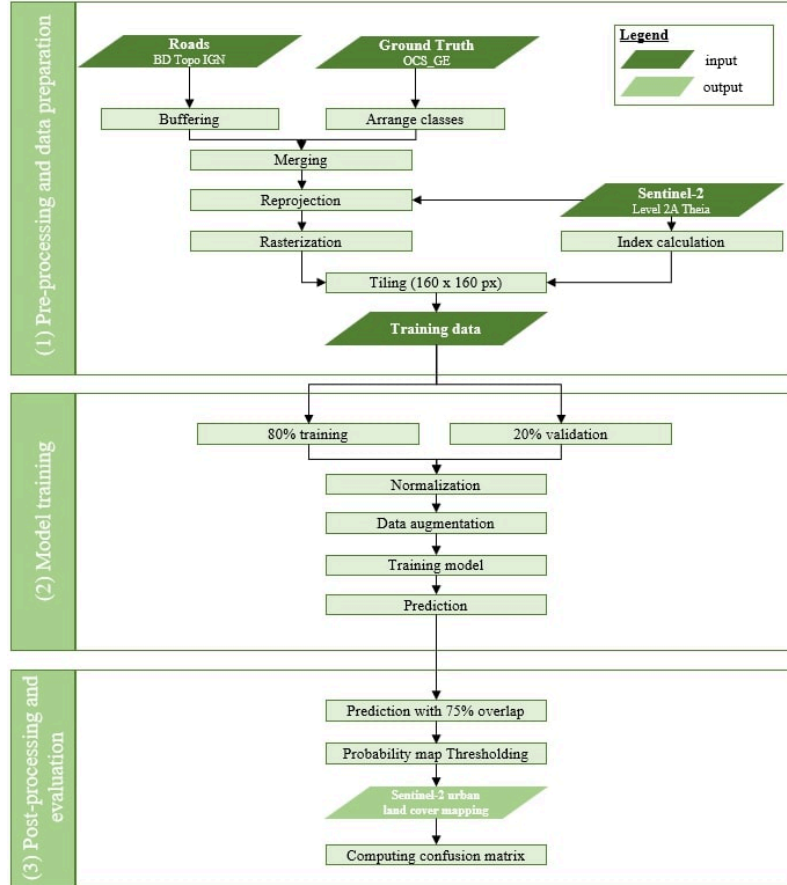 Roads
BD Topo IGN
Ground Truth
OCS_GE
Legend
input
output
Buffering
Arrange classes
Merging
Reprojection
Sentinel-2
Level 2A Theia
Rasterization
Index calculation
Tiling (160 x 160 px)
Training data
(1) Pre-processing and data preparation
80% training
20% validation
Normalization
Data augmentation
Training model
Prediction
(2) Model training
Prediction with 75% overlap
Probability map Thresholding
Sentinel-2 urban
land cover mapping
Computing confusion matrix
(3) Post-processing and
evaluation